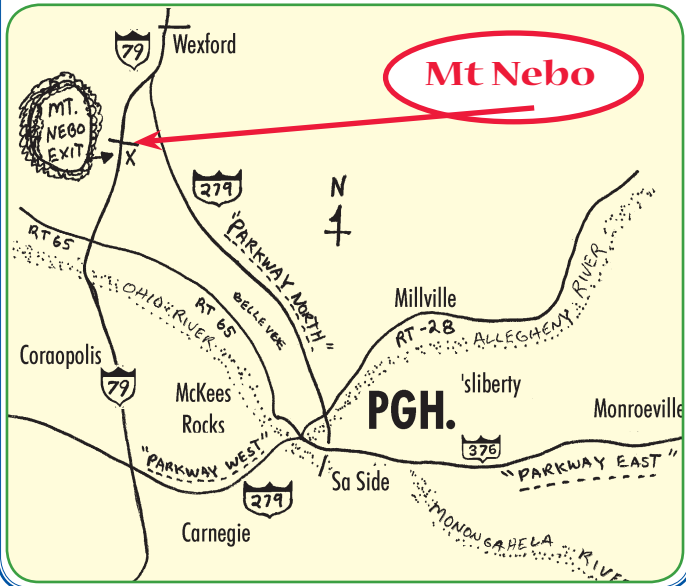 79
Wexford
Mt Nebo
MT.
NEBO
EXIT
X
279
N
"PARKWAY NORTH"
RT 65
OHIO RIVER
RT 65
BELLEVEE
Millville
RT-28
ALLEGHENY RIVER
Coraopolis
79
McKees
Rocks
PGH.
'sliberty
Monroeville
"PARKWAY WEST"
376
"PARKWAY EAST"
279
Sa Side
Carnegie
MONONGAHELA RIVE